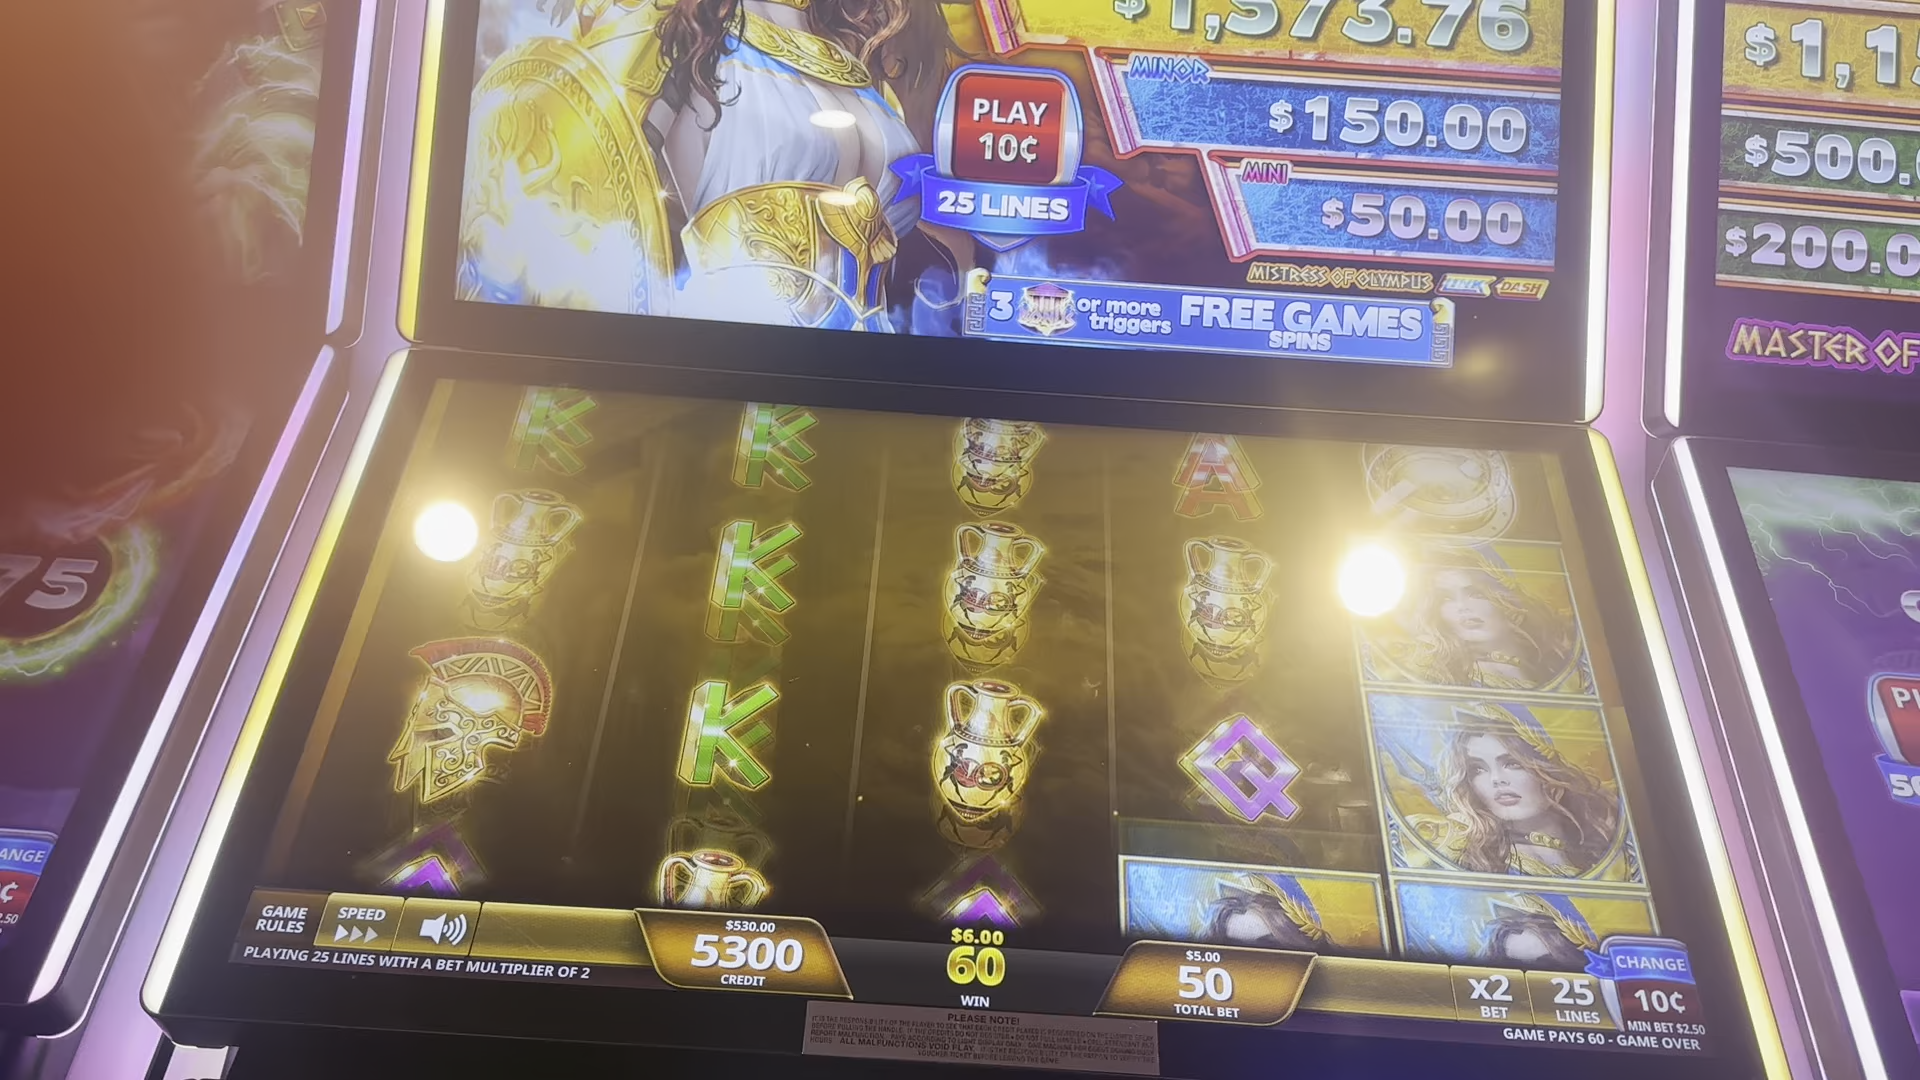 $1,573.76
MINOR
$150.00
MINI
$50.00
PLAY
10¢
25 LINES
MISTRESS OF OLYMPUS LINK DASH
3 or more triggers FREE GAMES SPINS
$1,1
$500.
$200.0
MASTER OF
K
K
A
K
K
Q
75
GAME RULES
SPEED
$530.00
5300
CREDIT
$6.00
60
WIN
$5.00
50
TOTAL BET
x2
BET
25
LINES
CHANGE
10¢
MIN BET $2.50
PLAYING 25 LINES WITH A BET MULTIPLIER OF 2
GAME PAYS 60 - GAME OVER
ANGE
¢
2.50
PLEASE NOTE!
ALL MALFUNCTIONS VOID PLAY.